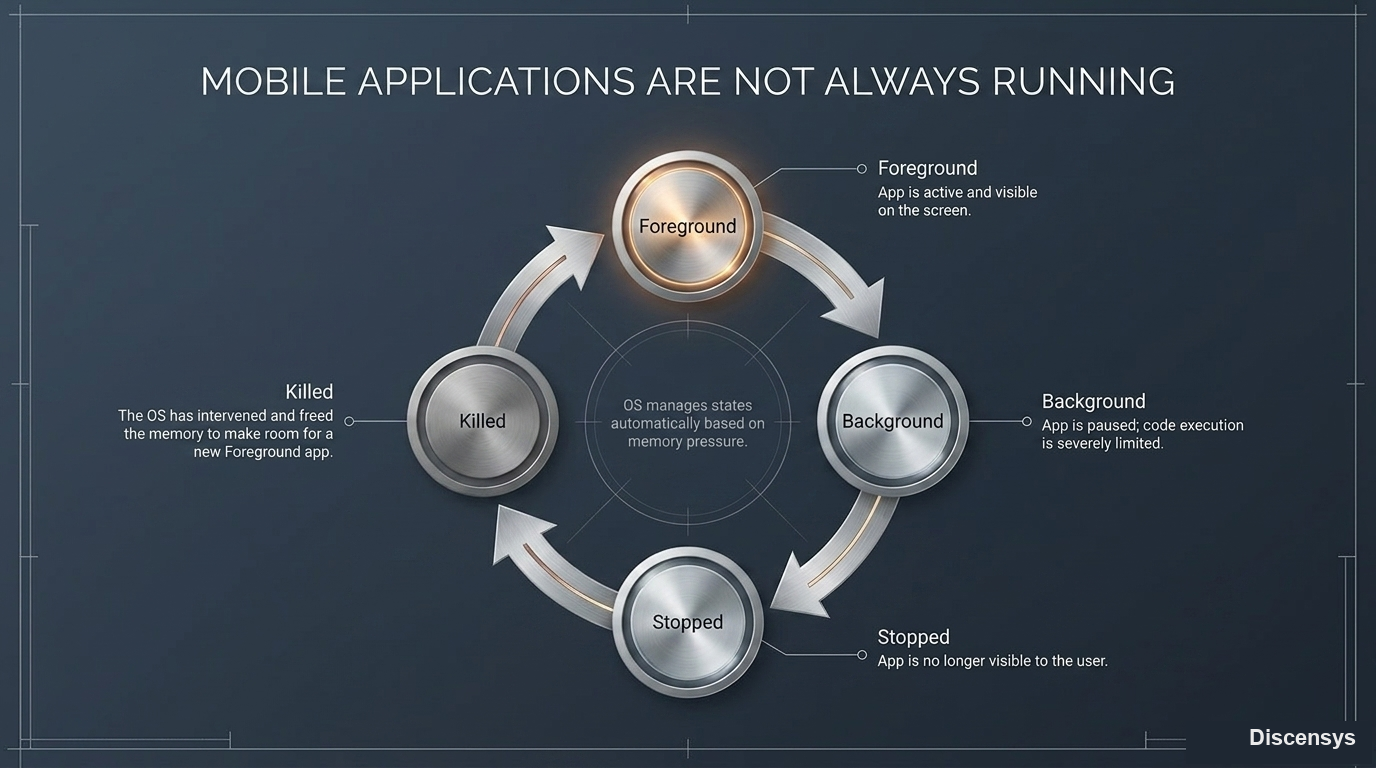 MOBILE APPLICATIONS ARE NOT ALWAYS RUNNING
Foreground
Foreground
App is active and visible
on the screen.
Killed
The OS has intervened and freed
the memory to make room for a
new Foreground app.
Killed
OS manages states
automatically based on
memory pressure.
Background
Background
App is paused; code execution
is severely limited.
Stopped
Stopped
App is no longer visible to the user.
Discensys